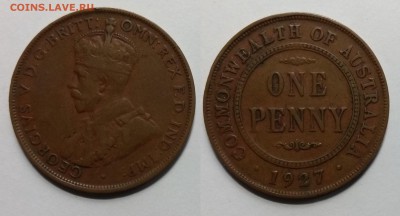 COINS.LAVE.RU
GEORGIVS V D.G. BRITT: OMN: REX F.D. IND: IMP:
COMMONWEALTH OF AUSTRALIA
ONE
PENNY
1927